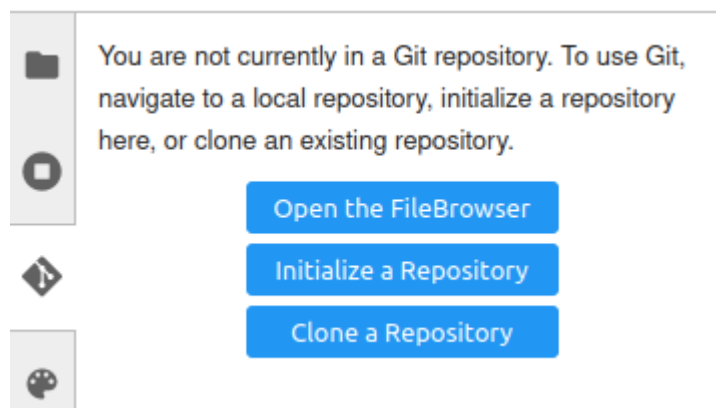 You are not currently in a Git repository. To use Git,
navigate to a local repository, initialize a repository
here, or clone an existing repository.
Open the FileBrowser
Initialize a Repository
Clone a Repository